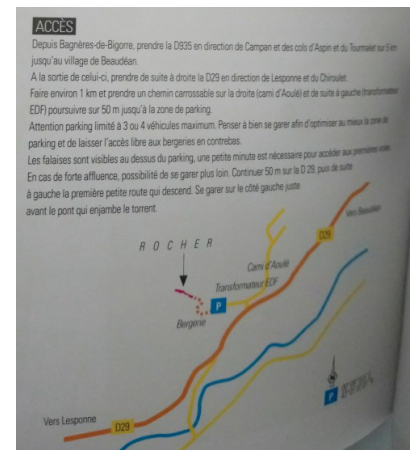 ACCÈS
Depuis Bagnères-de-Bigorre, prendre la D935 en direction de Campan et des cols d'Aspin et du Tourmalet sur 5 km
jusqu'au village de Beaudéan.
A la sortie de celui-ci, prendre de suite à droite la D29 en direction de Lesponne et du Chiroulet.
Faire environ 1 km et prendre un chemin carrossable sur la droite (cami d'Aoulé) et de suite à gauche (transformateur
EDF) poursuivre sur 50 m jusqu'à la zone de parking.
Attention parking limité à 3 ou 4 véhicules maximum. Penser à bien se garer afin d'optimiser au mieux la zone de
parking et de laisser l'accès libre aux bergeries en contrebas.
Les falaises sont visibles au dessus du parking, une petite minute est nécessaire pour accéder aux premières voies.
En cas de forte affluence, possibilité de se garer plus loin. Continuer 50 m sur la D 29, puis de suite
à gauche la première petite route qui descend. Se garer sur le côté gauche juste
avant le pont qui enjambe le torrent.
Vers Beaudéan
D29
ROCHER
Cami d'Aoulé
Transformateur EDF
P
Bergerie
P
Vers Lesponne
D29